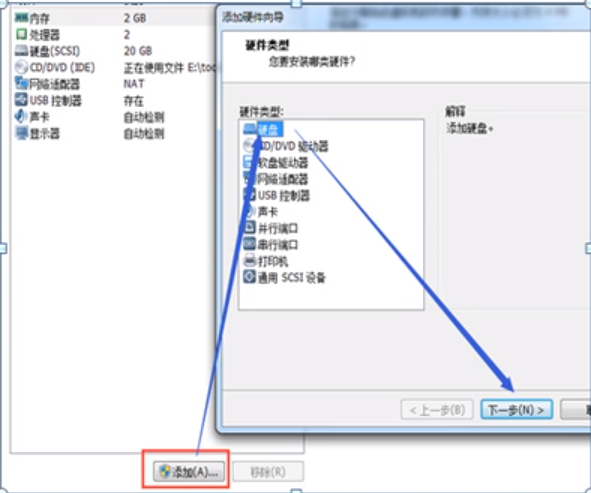 内存 2 GB
处理器 2
硬盘(SCSI) 20 GB
CD/DVD (IDE) 正在使用文件 E:\too
网络适配器 NAT
USB 控制器 存在
声卡 自动检测
显示器 自动检测
添加(A)...
移除(R)
添加硬件向导
硬件类型
您要安装哪类硬件?
硬件类型:
硬盘
CD/DVD 驱动器
软盘驱动器
网络适配器
USB 控制器
声卡
并行端口
串行端口
打印机
通用 SCSI 设备
解释
添加硬盘。
< 上一步(B)
下一步(N) >